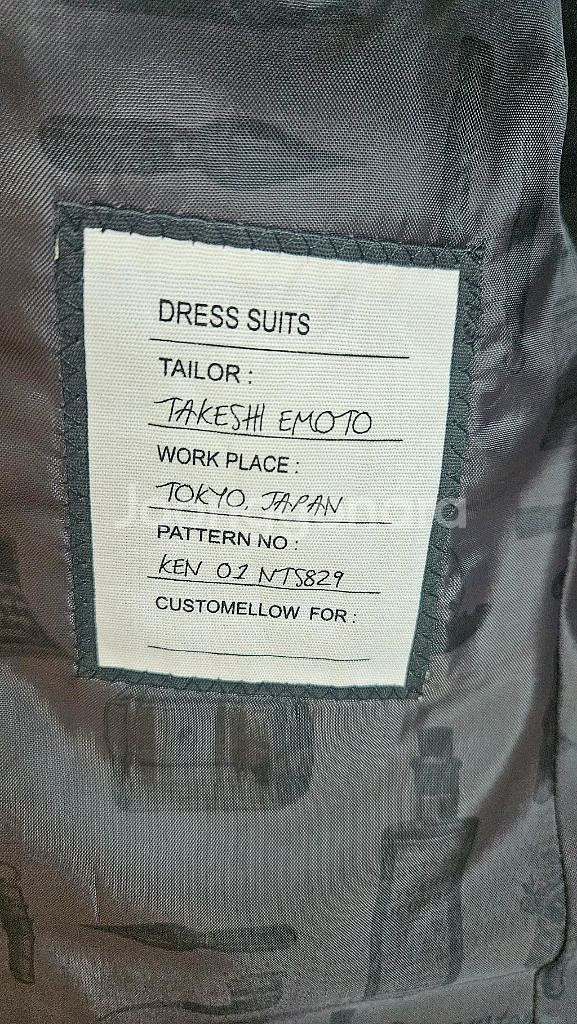 DRESS SUITS
TAILOR :
TAKESHI EMOTO
WORK PLACE :
TOKYO, JAPAN
PATTERN NO :
KEN 01 NTS829
CUSTOMELLOW FOR :